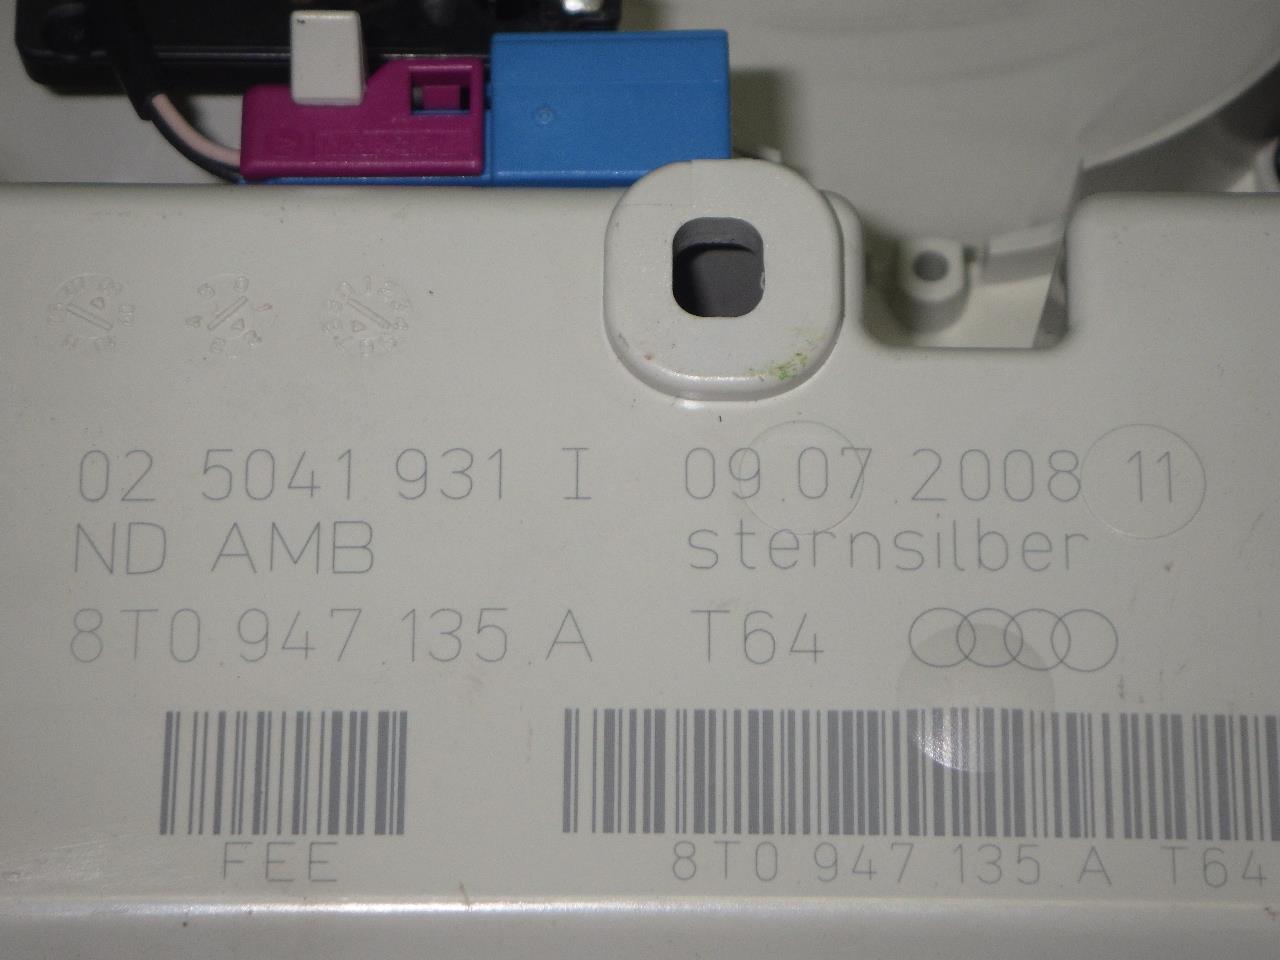 02 5041 931 I 09.07.2008 11
ND AMB sternsilber
8T0.947.135.A T64
FEE 8T0.947.135 A T64